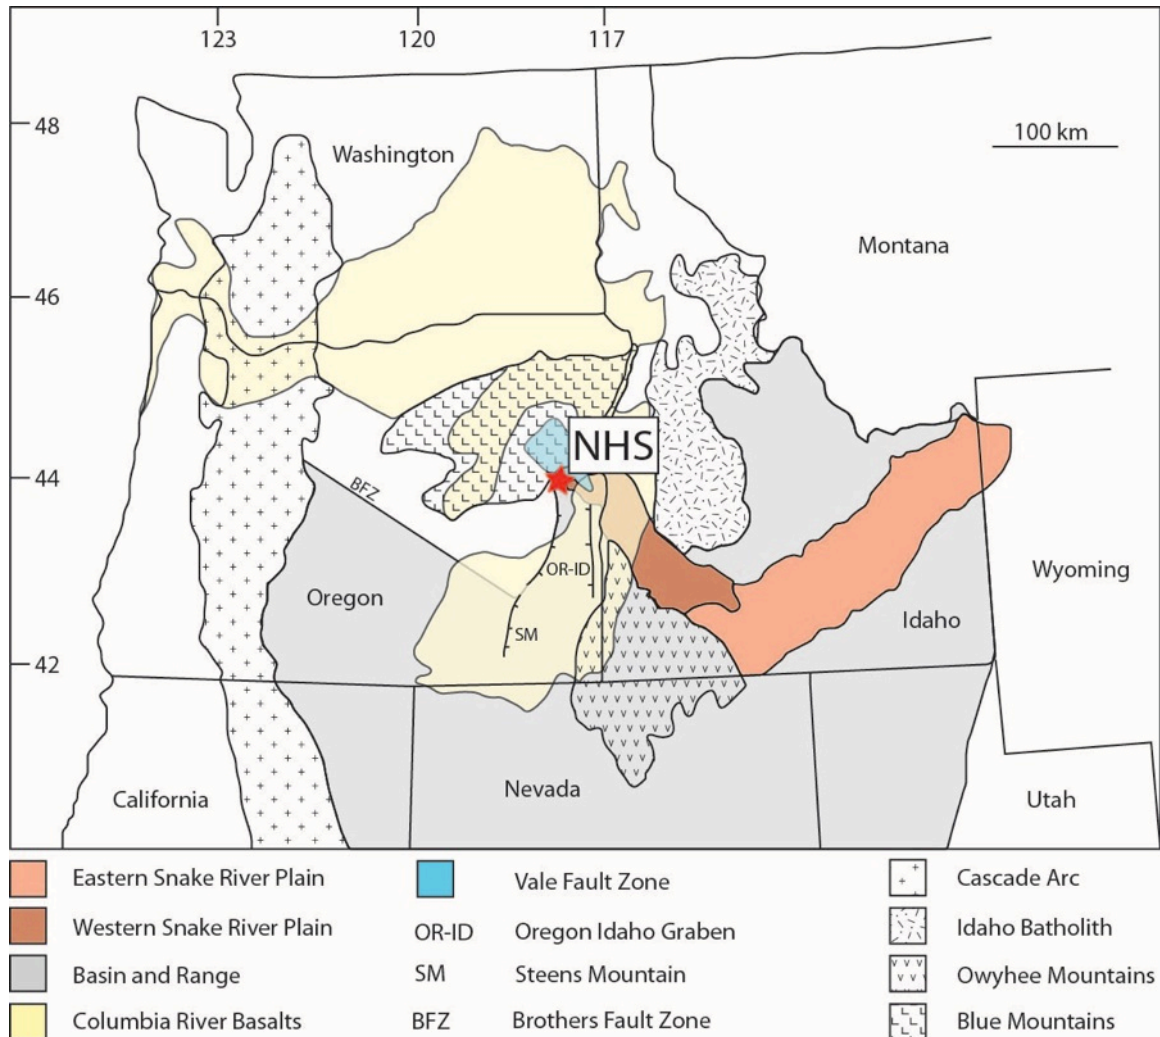 123 120 117
48
100 km
Washington
Montana
46
NHS
44
BFZ
OR-ID
Wyoming
Oregon
Idaho
SM
42
Nevada
California
Utah
Eastern Snake River Plain
Vale Fault Zone
Cascade Arc
Western Snake River Plain
OR-ID Oregon Idaho Graben
Idaho Batholith
Basin and Range
SM Steens Mountain
Owyhee Mountains
Columbia River Basalts
BFZ Brothers Fault Zone
Blue Mountains